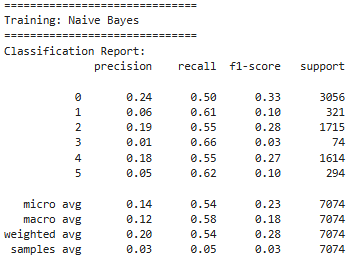 ==============================
Training: Naive Bayes
==============================
Classification Report:
precision recall f1-score support
0 0.24 0.50 0.33 3056
1 0.06 0.61 0.10 321
2 0.19 0.55 0.28 1715
3 0.01 0.66 0.03 74
4 0.18 0.55 0.27 1614
5 0.05 0.62 0.10 294
micro avg 0.14 0.54 0.23 7074
macro avg 0.12 0.58 0.18 7074
weighted avg 0.20 0.54 0.28 7074
samples avg 0.03 0.05 0.03 7074